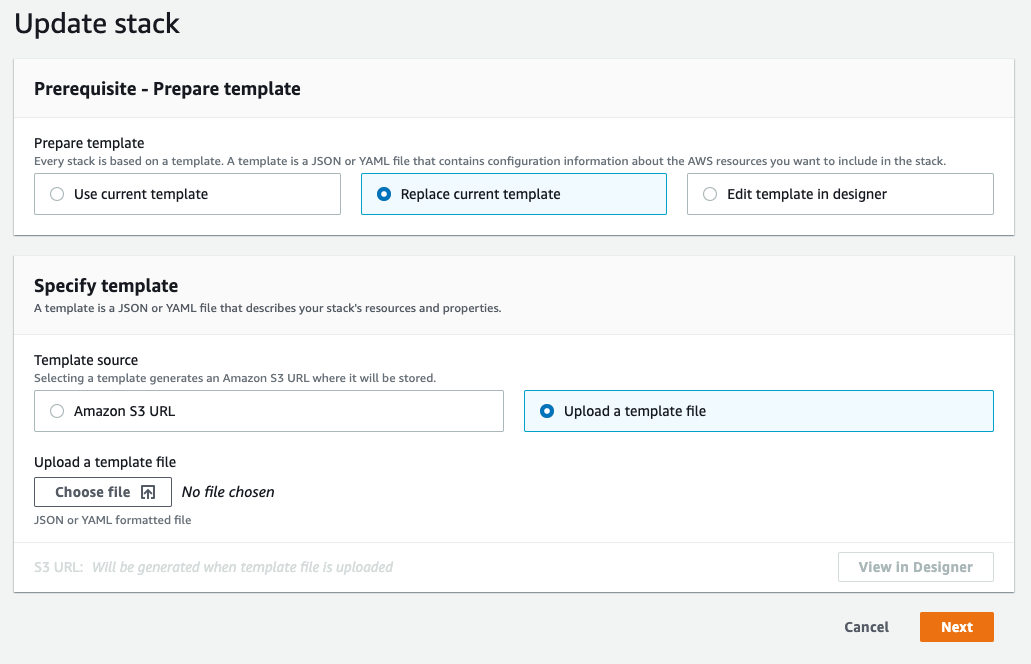 Update stack
Prerequisite - Prepare template
Prepare template
Every stack is based on a template. A template is a JSON or YAML file that contains configuration information about the AWS resources you want to include in the stack.
Use current template
Replace current template
Edit template in designer
Specify template
A template is a JSON or YAML file that describes your stack's resources and properties.
Template source
Selecting a template generates an Amazon S3 URL where it will be stored.
Amazon S3 URL
Upload a template file
Upload a template file
Choose file
No file chosen
JSON or YAML formatted file
S3 URL: Will be generated when template file is uploaded
View in Designer
Cancel
Next